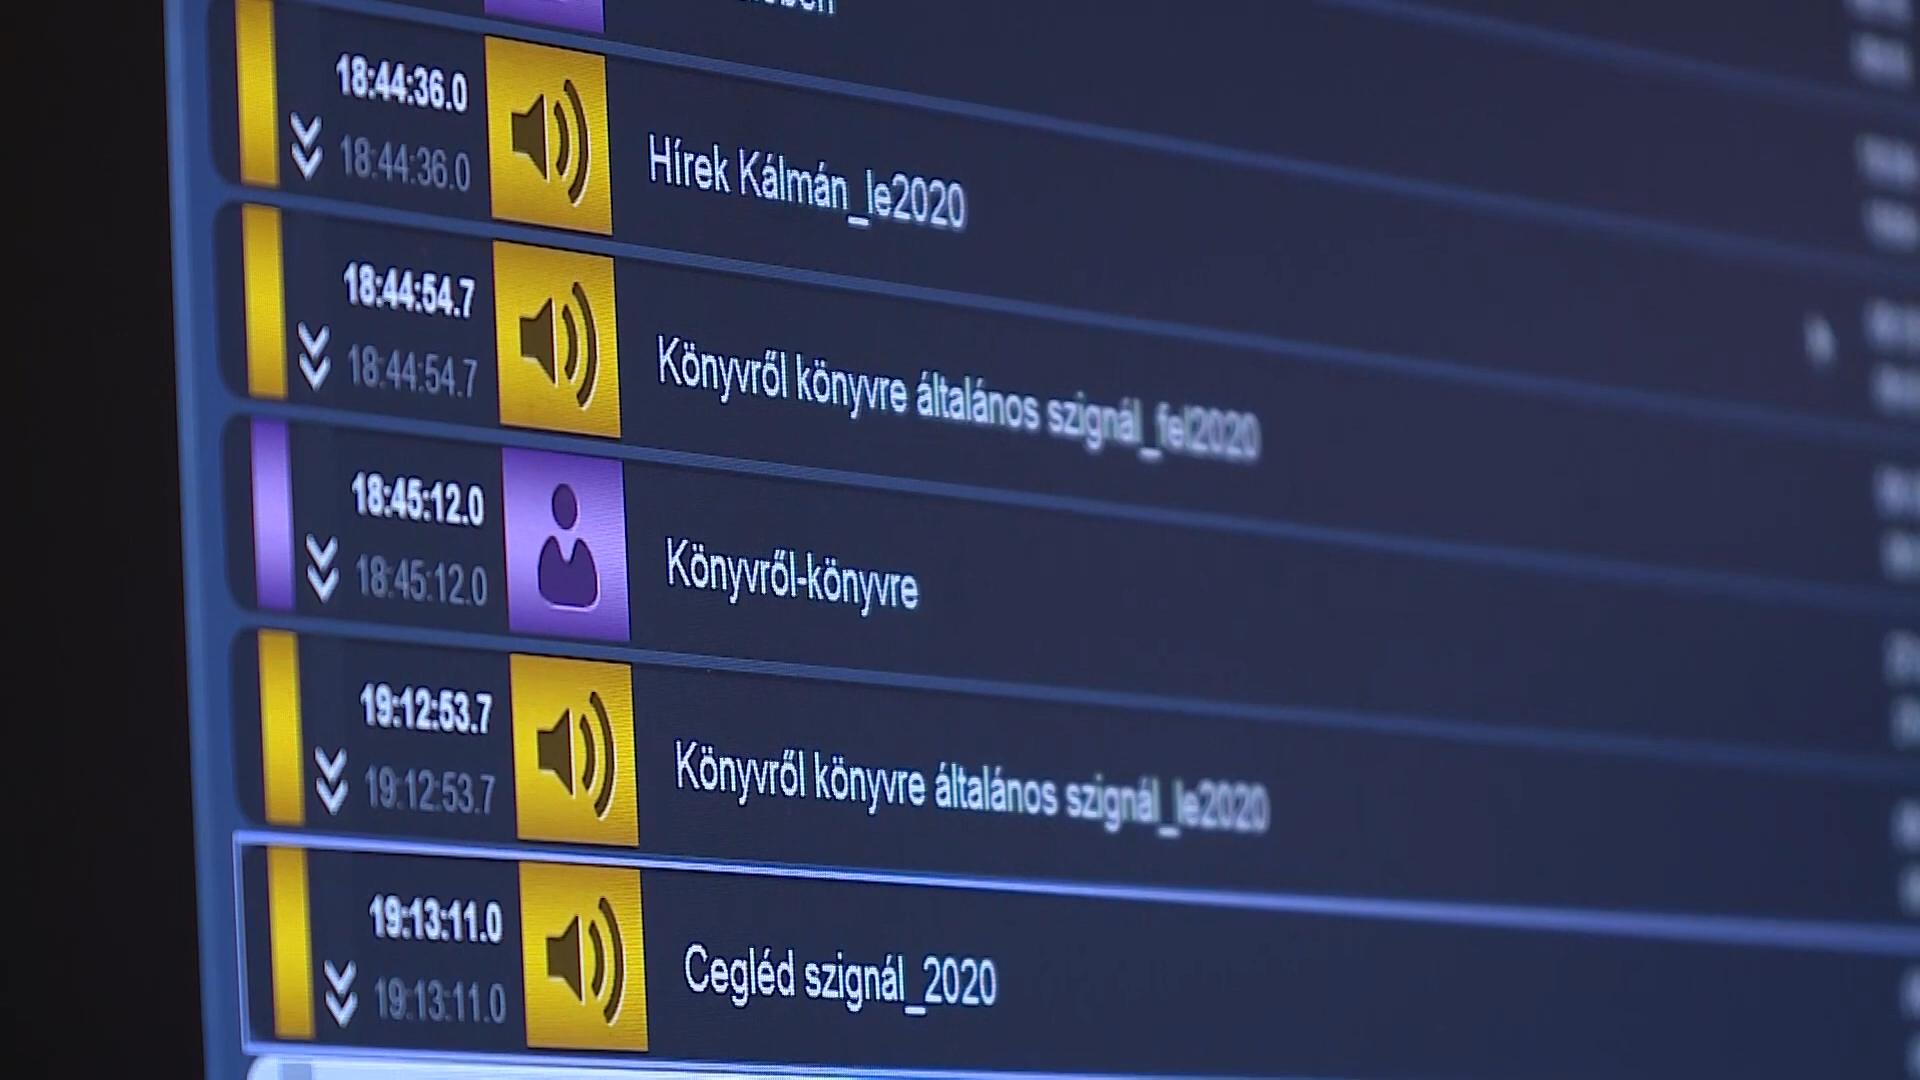 18:44:36.0
18:44:36.0
Hírek Kálmán_le2020
18:44:54.7
18:44:54.7
Könyvről könyvre általános szignál_fel2020
18:45:12.0
18:45:12.0
Könyvről-könyvre
19:12:53.7
19:12:53.7
Könyvről könyvre általános szignál_le2020
19:13:11.0
19:13:11.0
Cegléd szignál_2020